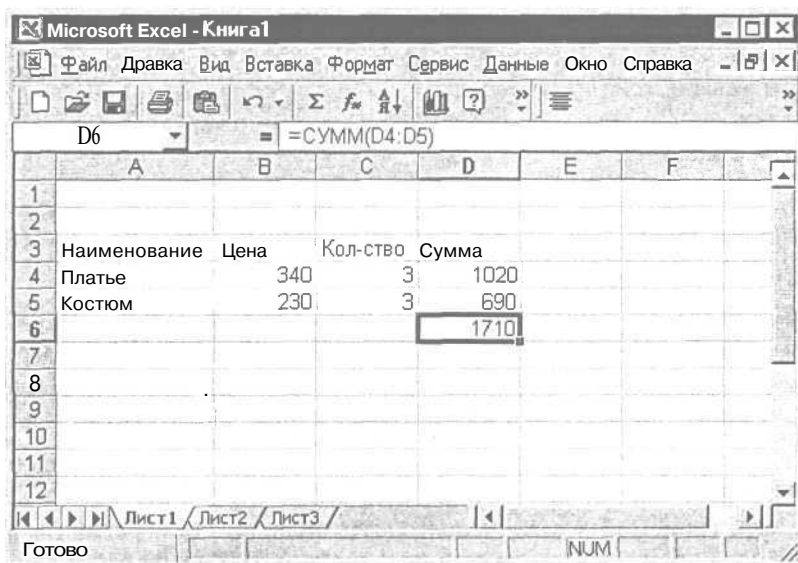 Microsoft Excel - Книга1
Файл Дравка Вид Вставка Формат Сервис Данные Окно Справка
D6 = =СУММ(D4:D5)
A B C D E F
1
2
3 Наименование Цена Кол-ство Сумма
4 Платье 340 3 1020
5 Костюм 230 3 690
6 1710
7
8
9
10
11
12
Лист1 Лист2 Лист3
Готово NUM